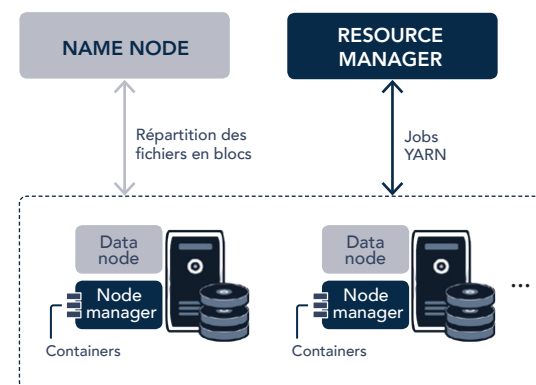 NAME NODE
RESOURCE
MANAGER
Répartition des
fichiers en blocs
Jobs
YARN
Data
node
Node
manager
Containers
Data
node
Node
manager
Containers
...